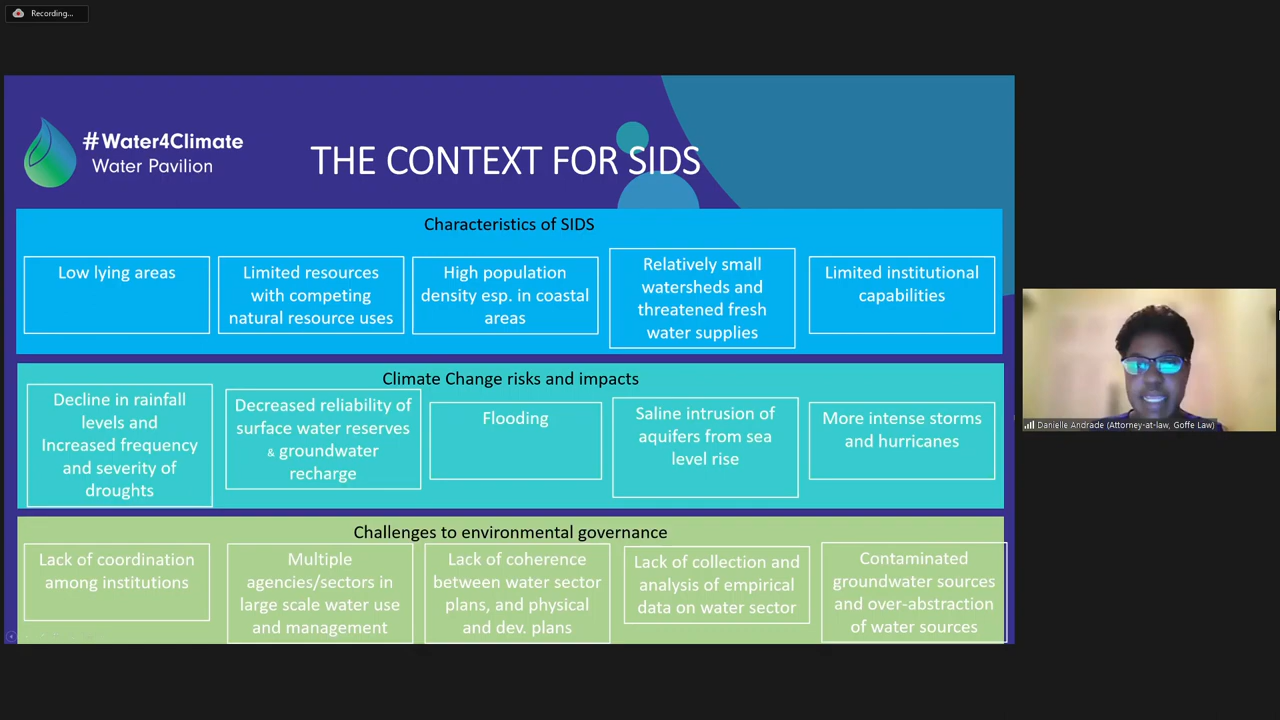 Recording...
#Water4Climate
Water Pavilion
THE CONTEXT FOR SIDS
Characteristics of SIDS
Low lying areas
Limited resources
with competing
natural resource uses
High population
density esp. in coastal
areas
Relatively small
watersheds and
threatened fresh
water supplies
Limited institutional
capabilities
Climate Change risks and impacts
Decline in rainfall
levels and
Increased frequency
and severity of
droughts
Decreased reliability of
surface water reserves
& groundwater
recharge
Flooding
Saline intrusion of
aquifers from sea
level rise
More intense storms
and hurricanes
Challenges to environmental governance
Lack of coordination
among institutions
Multiple
agencies/sectors in
large scale water use
and management
Lack of coherence
between water sector
plans, and physical
and dev. plans
Lack of collection and
analysis of empirical
data on water sector
Contaminated
groundwater sources
and over-abstraction
of water sources
Danielle Andrade (Attorney-at-law, Goffe Law)